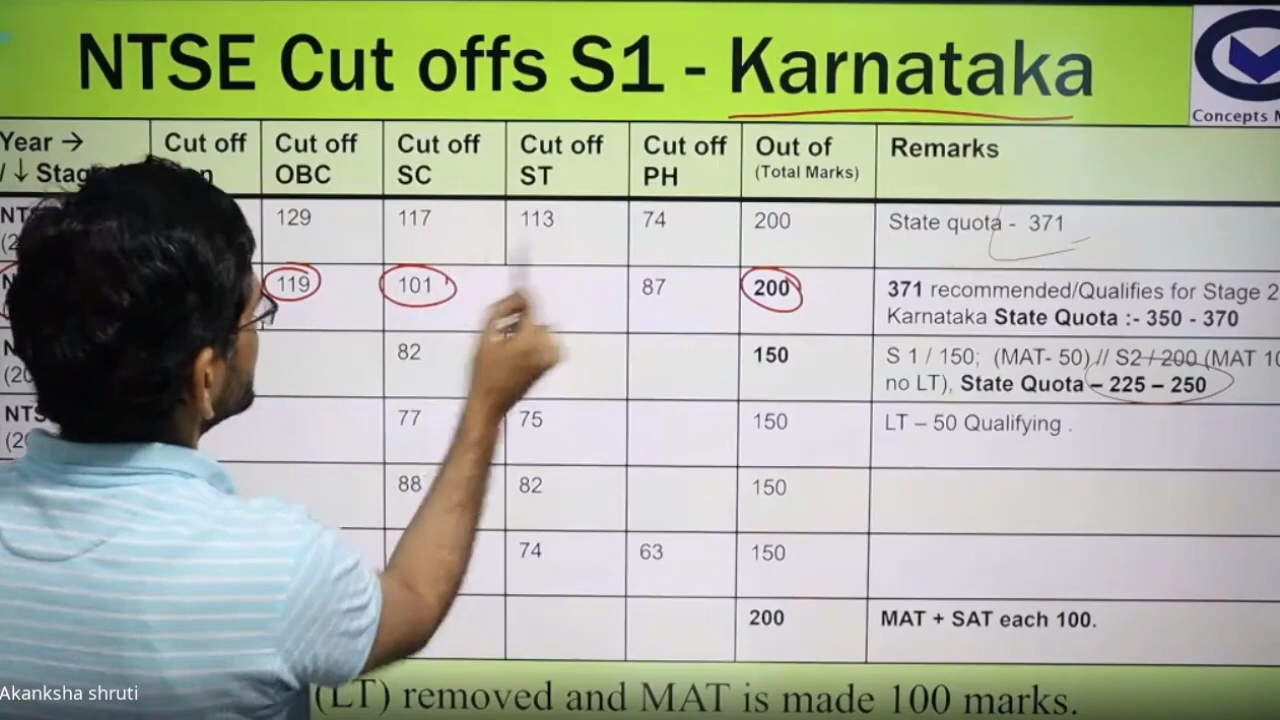 NTSE Cut offs S1 - Karnataka
Concepts
Year → Cut off Cut off Cut off Cut off Cut off Out of Remarks
/ ↓ OBC SC ST PH (Total Marks)
129 117 113 74 200 State quota - 371
119 101 87 200 371 recommended/Qualifies for Stage 2
Karnataka State Quota :- 350 - 370
82 150 S 1 / 150; (MAT- 50) // S2 / 200 (MAT
no LT), State Quota – 225 – 250
77 75 150 LT – 50 Qualifying .
88 82 150
74 63 150
200 MAT + SAT each 100.
(LT) removed and MAT is made 100 marks.
Akanksha shruti